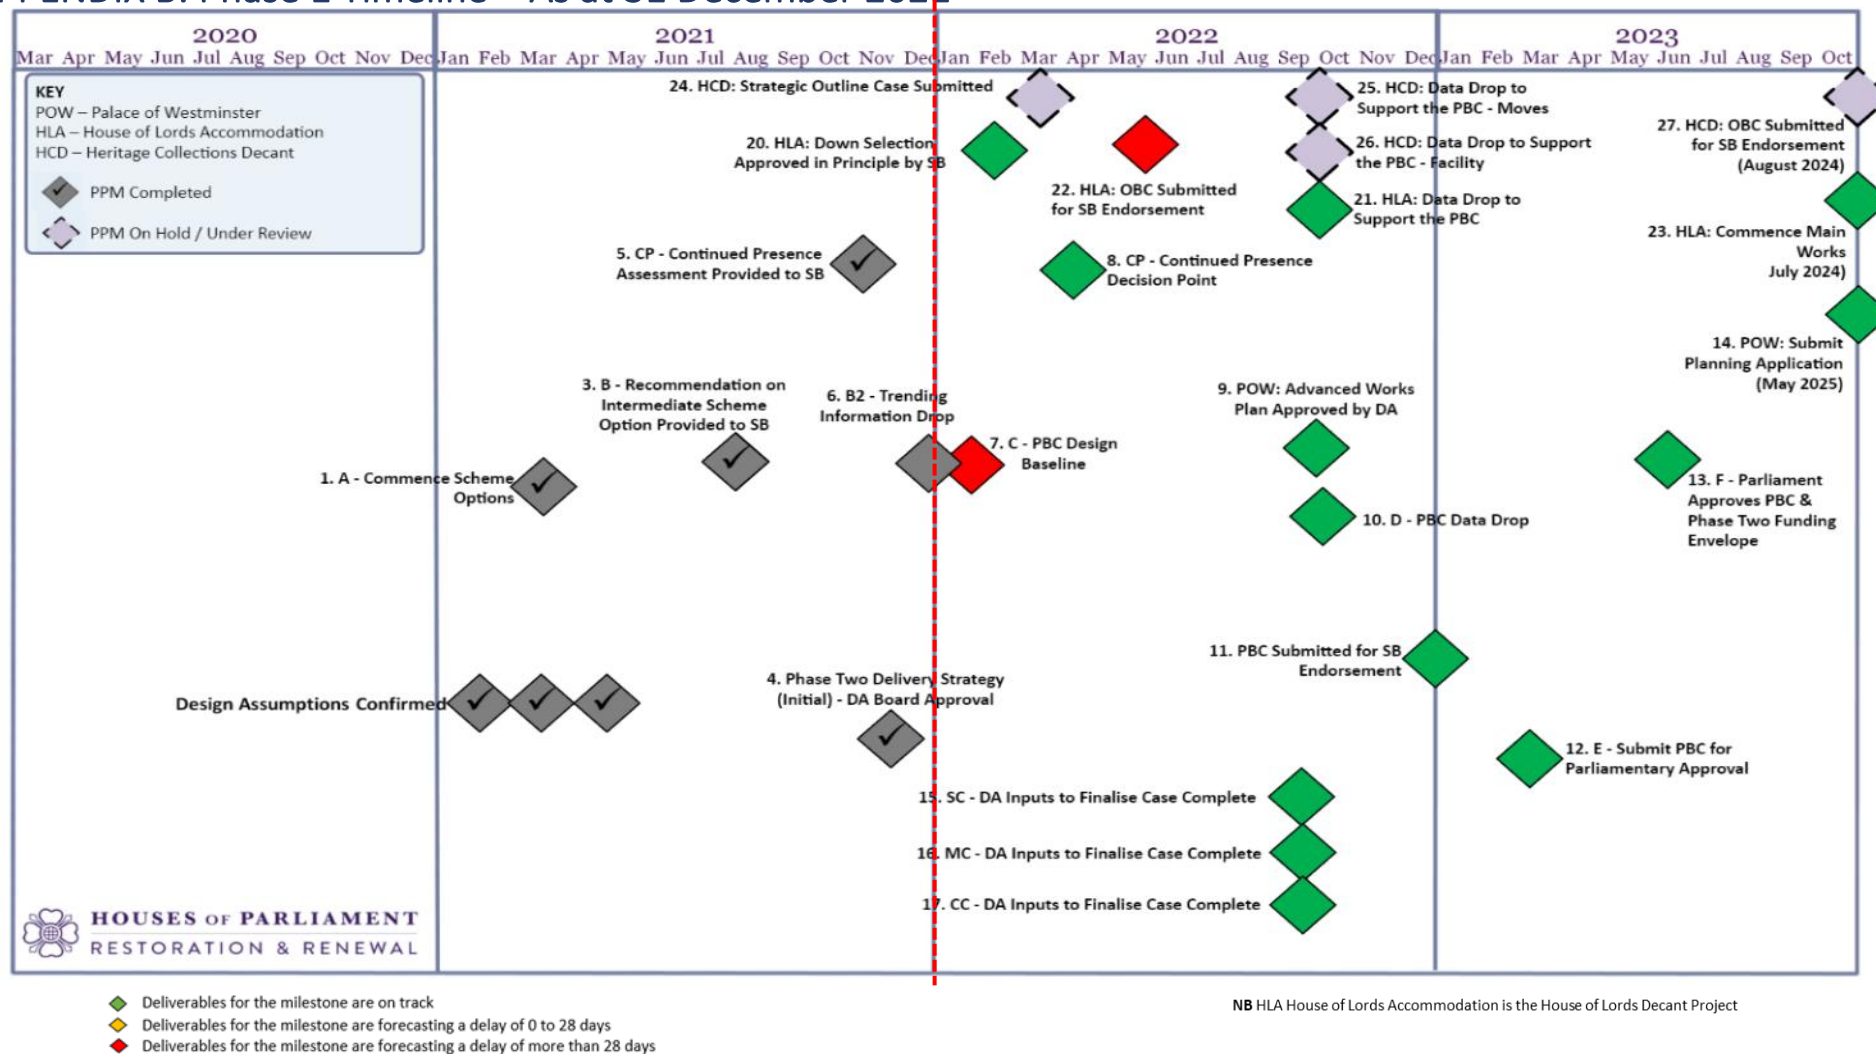 2020
2021
2022
2023
Mar Apr May Jun Jul Aug Sep Oct Nov Dec Jan Feb Mar Apr May Jun Jul Aug Sep Oct Nov Dec Jan Feb Mar Apr May Jun Jul Aug Sep Oct Nov Dec Jan Feb Mar Apr May Jun Jul Aug Sep Oct
KEY
POW – Palace of Westminster
HLA – House of Lords Accommodation
HCD – Heritage Collections Decant
PPM Completed
PPM On Hold / Under Review
24. HCD: Strategic Outline Case Submitted
25. HCD: Data Drop to
Support the PBC - Moves
20. HLA: Down Selection
Approved in Principle by SB
26. HCD: Data Drop to Support
the PBC - Facility
27. HCD: OBC Submitted
for SB Endorsement
(August 2024)
22. HLA: OBC Submitted
for SB Endorsement
21. HLA: Data Drop to
Support the PBC
23. HLA: Commence Main
Works
July 2024)
5. CP - Continued Presence
Assessment Provided to SB
8. CP - Continued Presence
Decision Point
14. POW: Submit
Planning Application
(May 2025)
3. B - Recommendation on
Intermediate Scheme
Option Provided to SB
6. B2 - Trending
Information Drop
9. POW: Advanced Works
Plan Approved by DA
7. C - PBC Design
Baseline
1. A - Commence Scheme
Options
13. F - Parliament
Approves PBC &
Phase Two Funding
Envelope
10. D - PBC Data Drop
11. PBC Submitted for SB
Endorsement
Design Assumptions Confirmed
4. Phase Two Delivery Strategy
(Initial) - DA Board Approval
12. E - Submit PBC for
Parliamentary Approval
15. SC - DA Inputs to Finalise Case Complete
16. MC - DA Inputs to Finalise Case Complete
17. CC - DA Inputs to Finalise Case Complete
HOUSES OF PARLIAMENT
RESTORATION & RENEWAL
Deliverables for the milestone are on track
Deliverables for the milestone are forecasting a delay of 0 to 28 days
Deliverables for the milestone are forecasting a delay of more than 28 days
NB HLA House of Lords Accommodation is the House of Lords Decant Project